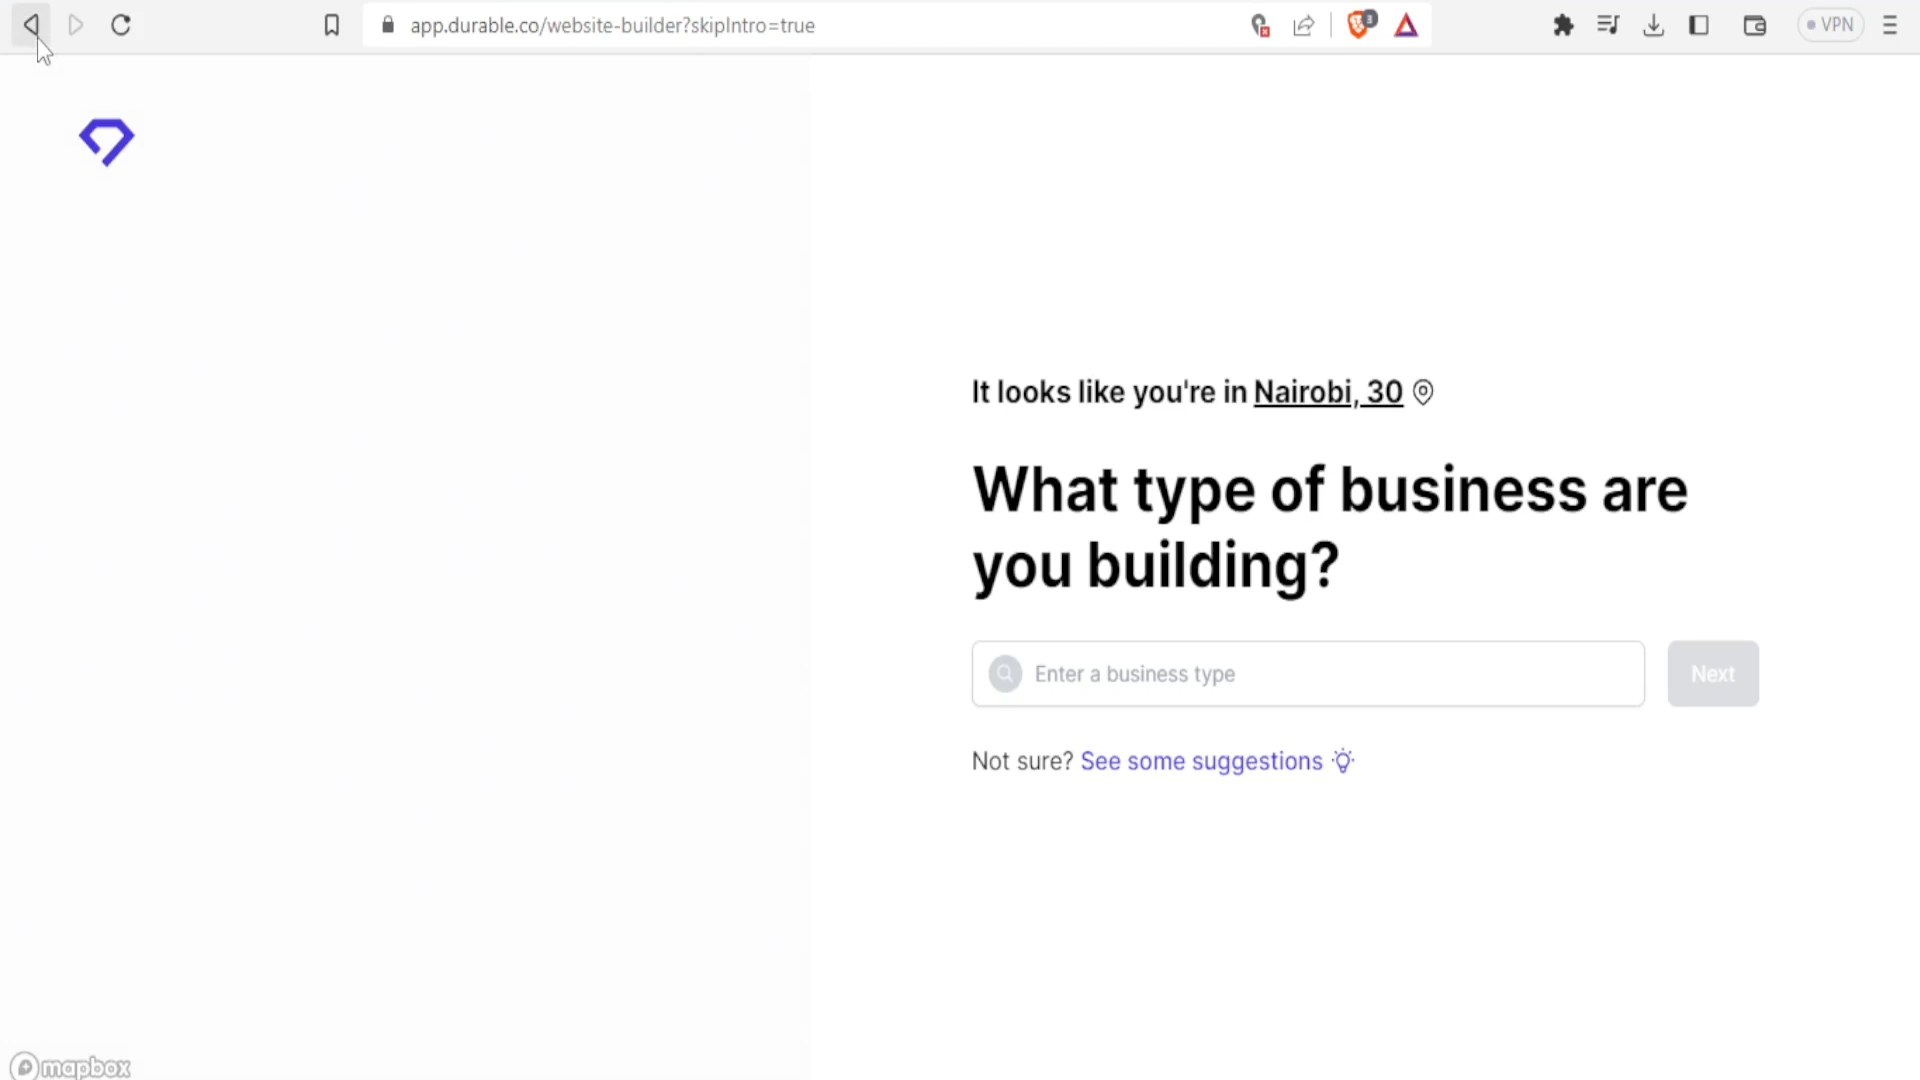 app.durable.co/website-builder?skipIntro=true
3
VPN
It looks like you're in Nairobi, 30
What type of business are
you building?
Enter a business type
Next
Not sure? See some suggestions
mapbox